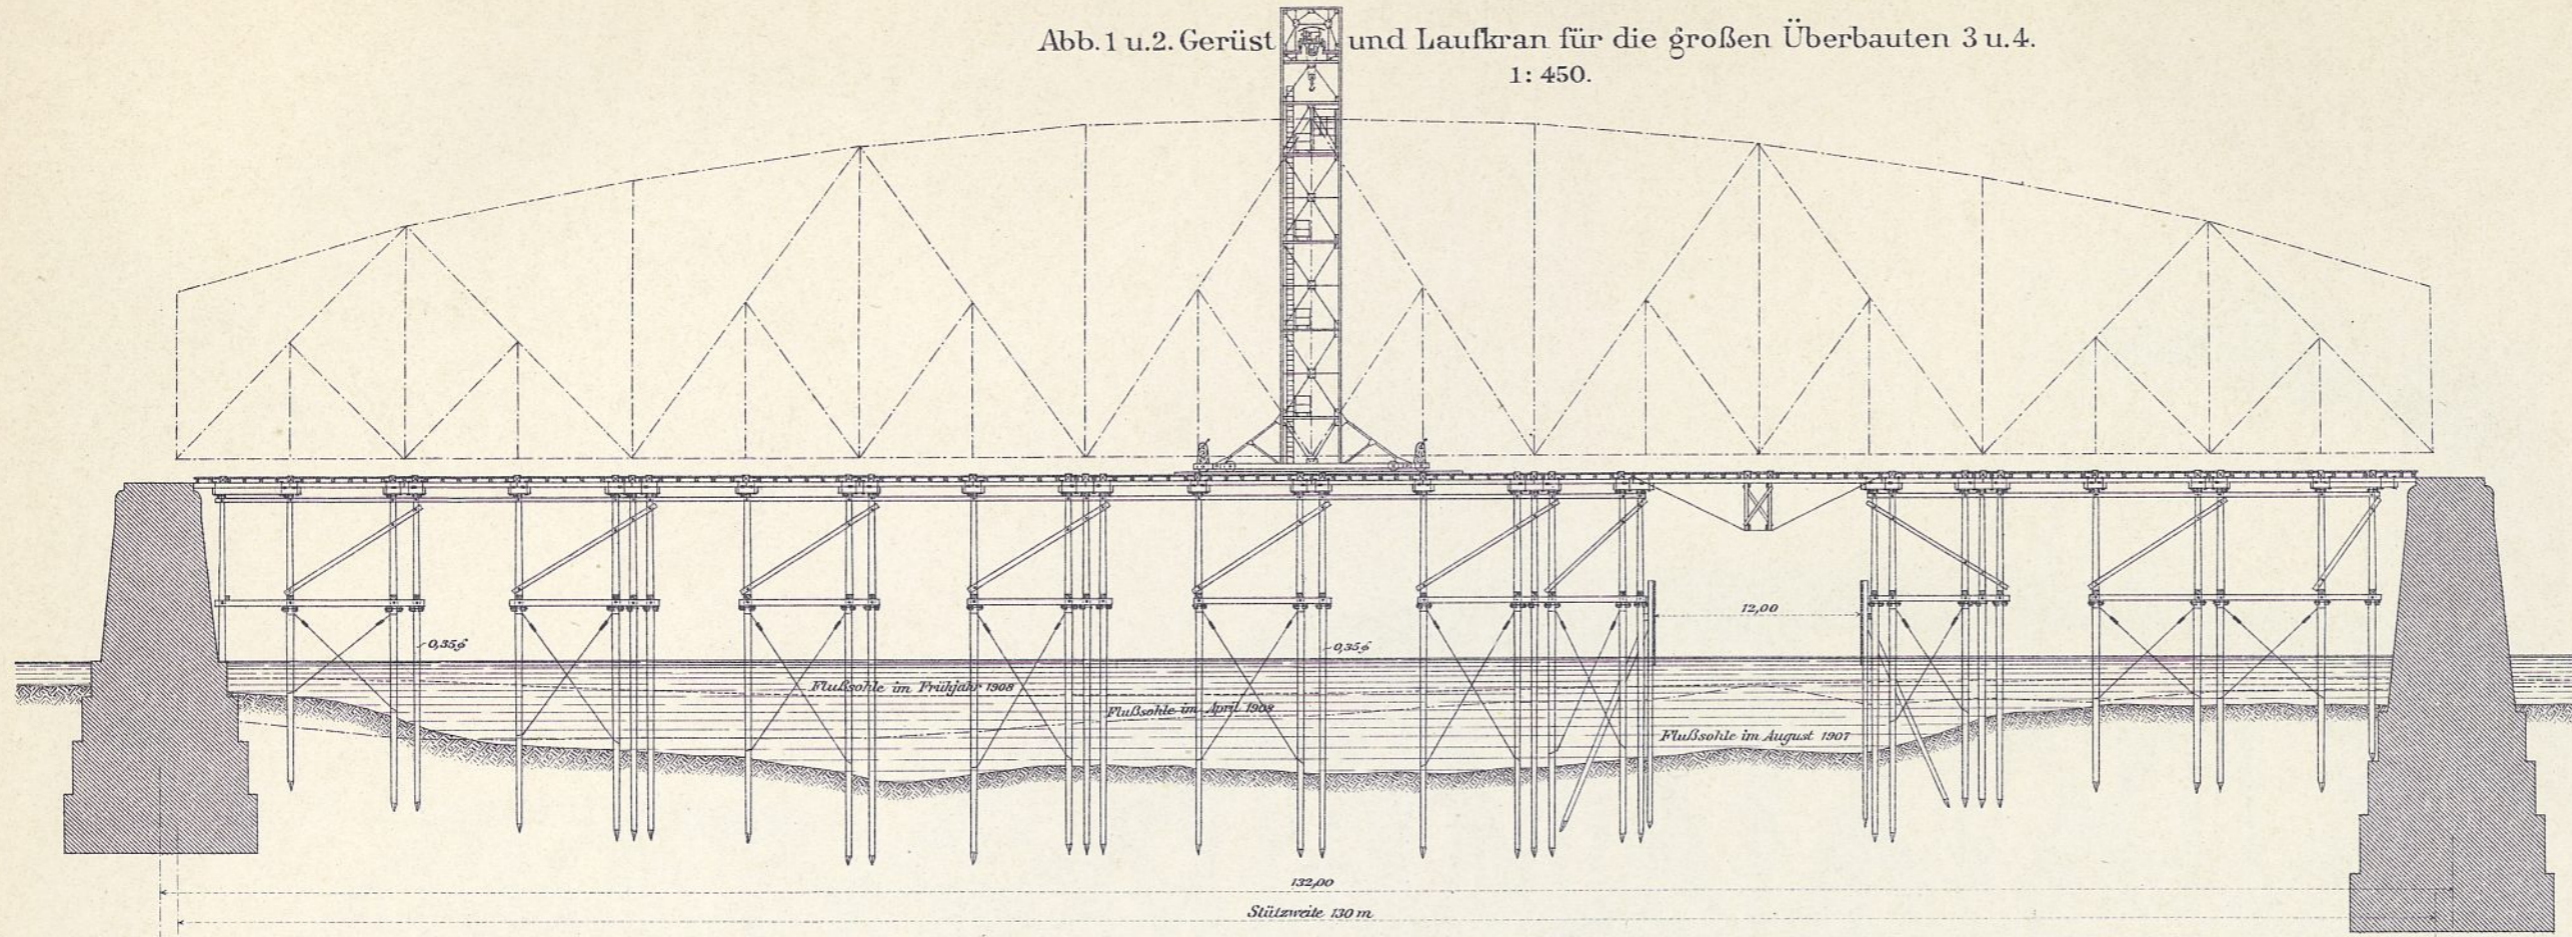 Abb. 1 u. 2. Gerüst und Laufkran für die großen Überbauten 3 u. 4.
1: 450.
12,00
0,35 ϕ
0,35 ϕ
Flußsohle im Frühjahr 1908
Flußsohle im April 1908
Flußsohle im August 1907
132,00
Stützweite 130 m